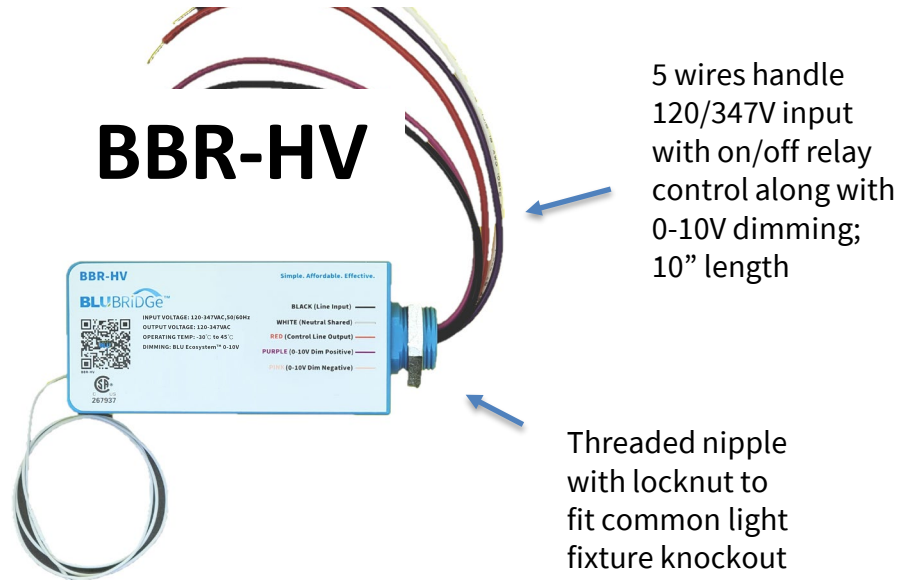 BBR-HV
5 wires handle
120/347V input
with on/off relay
control along with
0-10V dimming;
10” length
BBR-HV
Simple. Affordable. Effective.
BLUBRiDGe™
INPUT VOLTAGE: 120-347VAC,50/60Hz
OUTPUT VOLTAGE: 120-347VAC
OPERATING TEMP: -30°C to 45°C
DIMMING: BLU Ecosystem™ 0-10V
BLACK (Line Input)
WHITE (Neutral Shared)
RED (Control Line Output)
PURPLE (0-10V Dim Positive)
PINK (0-10V Dim Negative)
BBR-HV
C US
267937
Threaded nipple
with locknut to
fit common light
fixture knockout